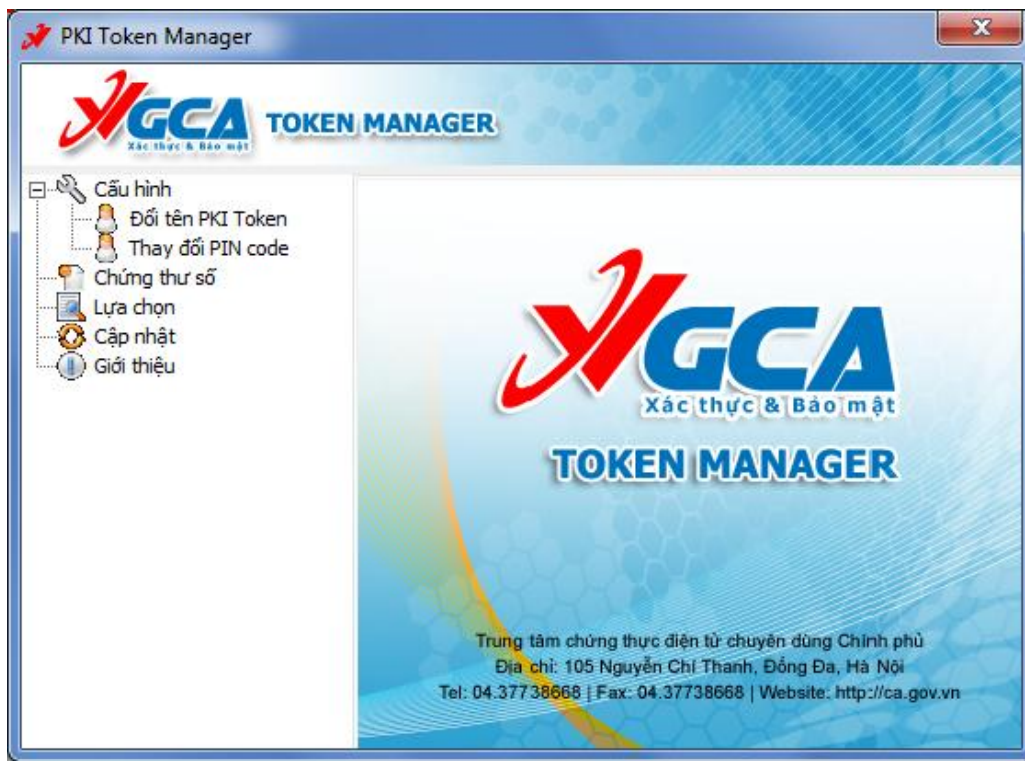 PKI Token Manager
GCA
Xác thực & Bảo mật
TOKEN MANAGER
Cấu hình
Đổi tên PKI Token
Thay đổi PIN code
Chứng thư số
Lựa chọn
Cập nhật
Giới thiệu
GCA
Xác thực & Bảo mật
TOKEN MANAGER
Trung tâm chứng thực điện tử chuyên dùng Chính phủ
Địa chỉ: 105 Nguyễn Chí Thanh, Đống Đa, Hà Nội
Tel: 04.37738668 | Fax: 04.37738668 | Website: http://ca.gov.vn